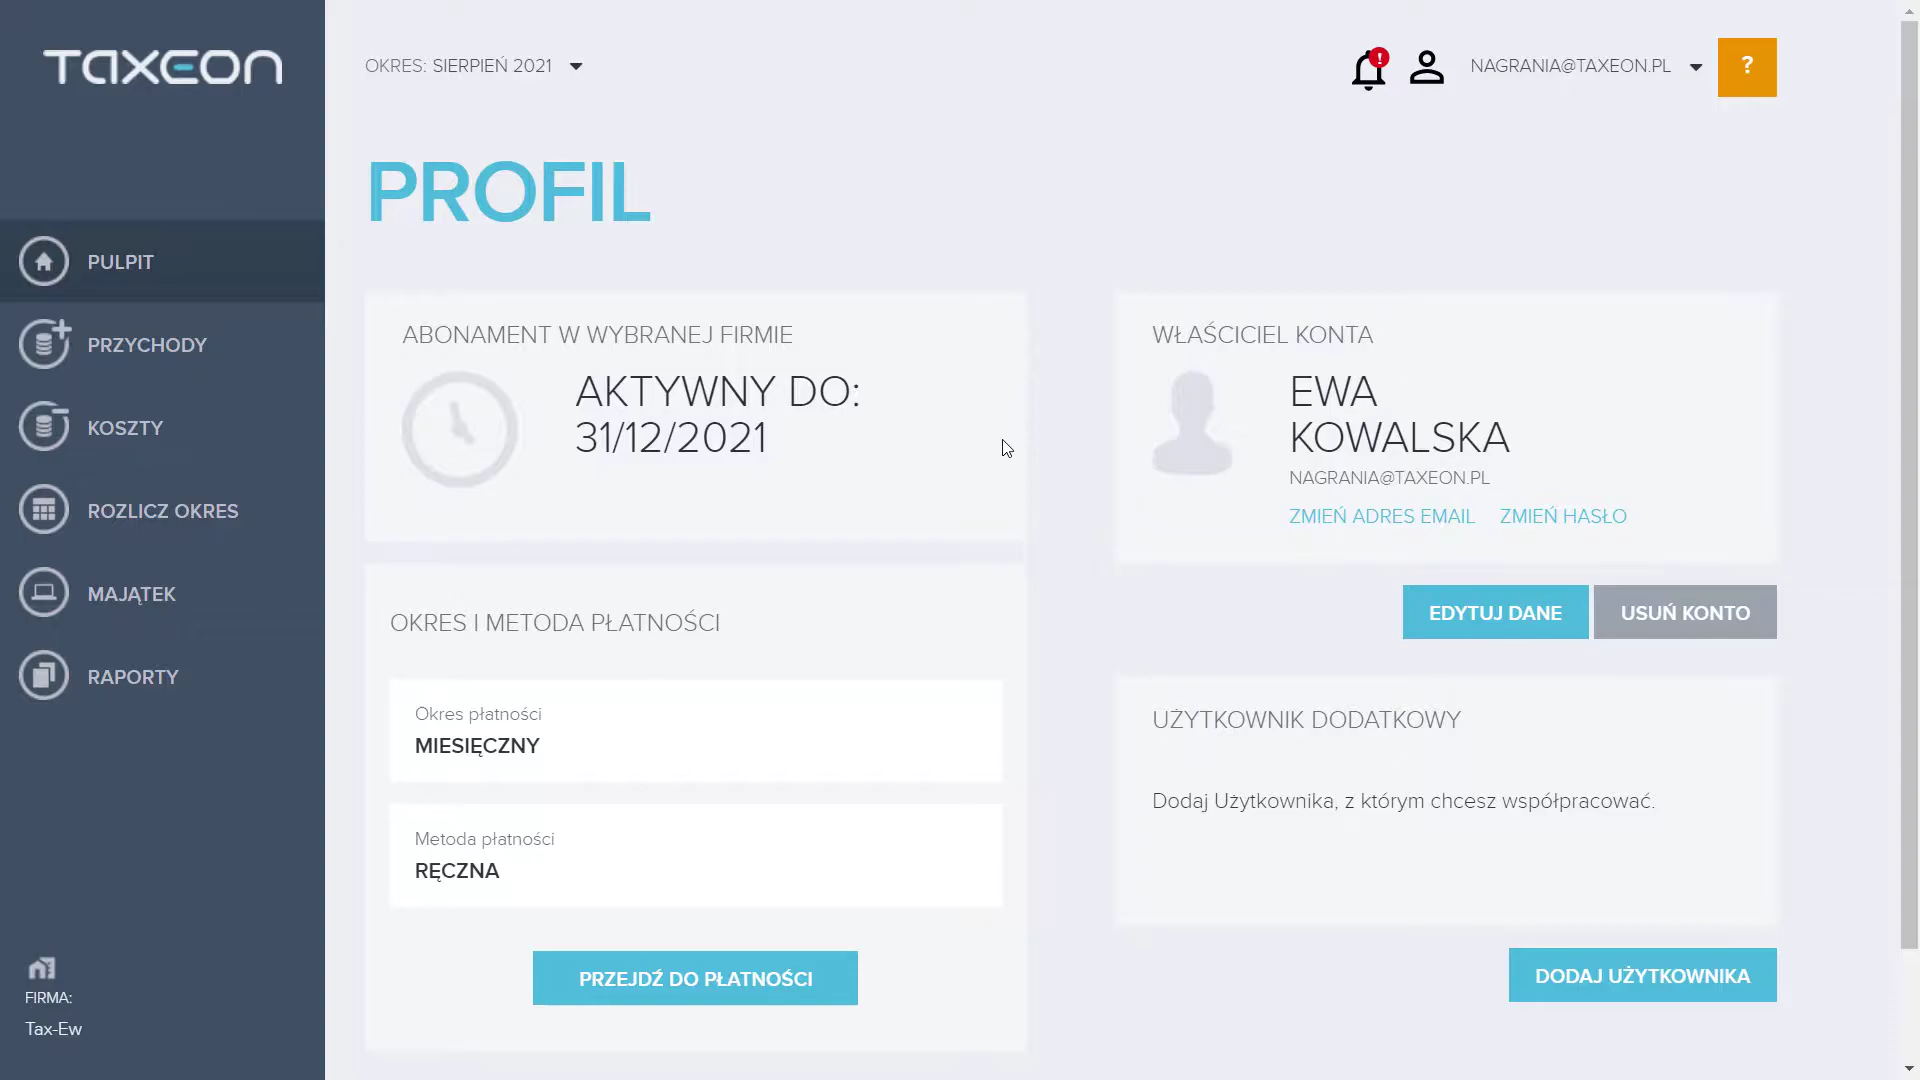 TAXEON
OKRES: SIERPIEŃ 2021
!
NAGRANIA@TAXEON.PL
?
PROFIL
PULPIT
PRZYCHODY
KOSZTY
ROZLICZ OKRES
MAJĄTEK
RAPORTY
FIRMA:
Tax-Ew
ABONAMENT W WYBRANEJ FIRMIE
AKTYWNY DO:
31/12/2021
OKRES I METODA PŁATNOŚCI
Okres płatności
MIESIĘCZNY
Metoda płatności
RĘCZNA
PRZEJDŹ DO PŁATNOŚCI
WŁAŚCICIEL KONTA
EWA
KOWALSKA
NAGRANIA@TAXEON.PL
ZMIEŃ ADRES EMAIL ZMIEŃ HASŁO
EDYTUJ DANE USUŃ KONTO
UŻYTKOWNIK DODATKOWY
Dodaj Użytkownika, z którym chcesz współpracować.
DODAJ UŻYTKOWNIKA